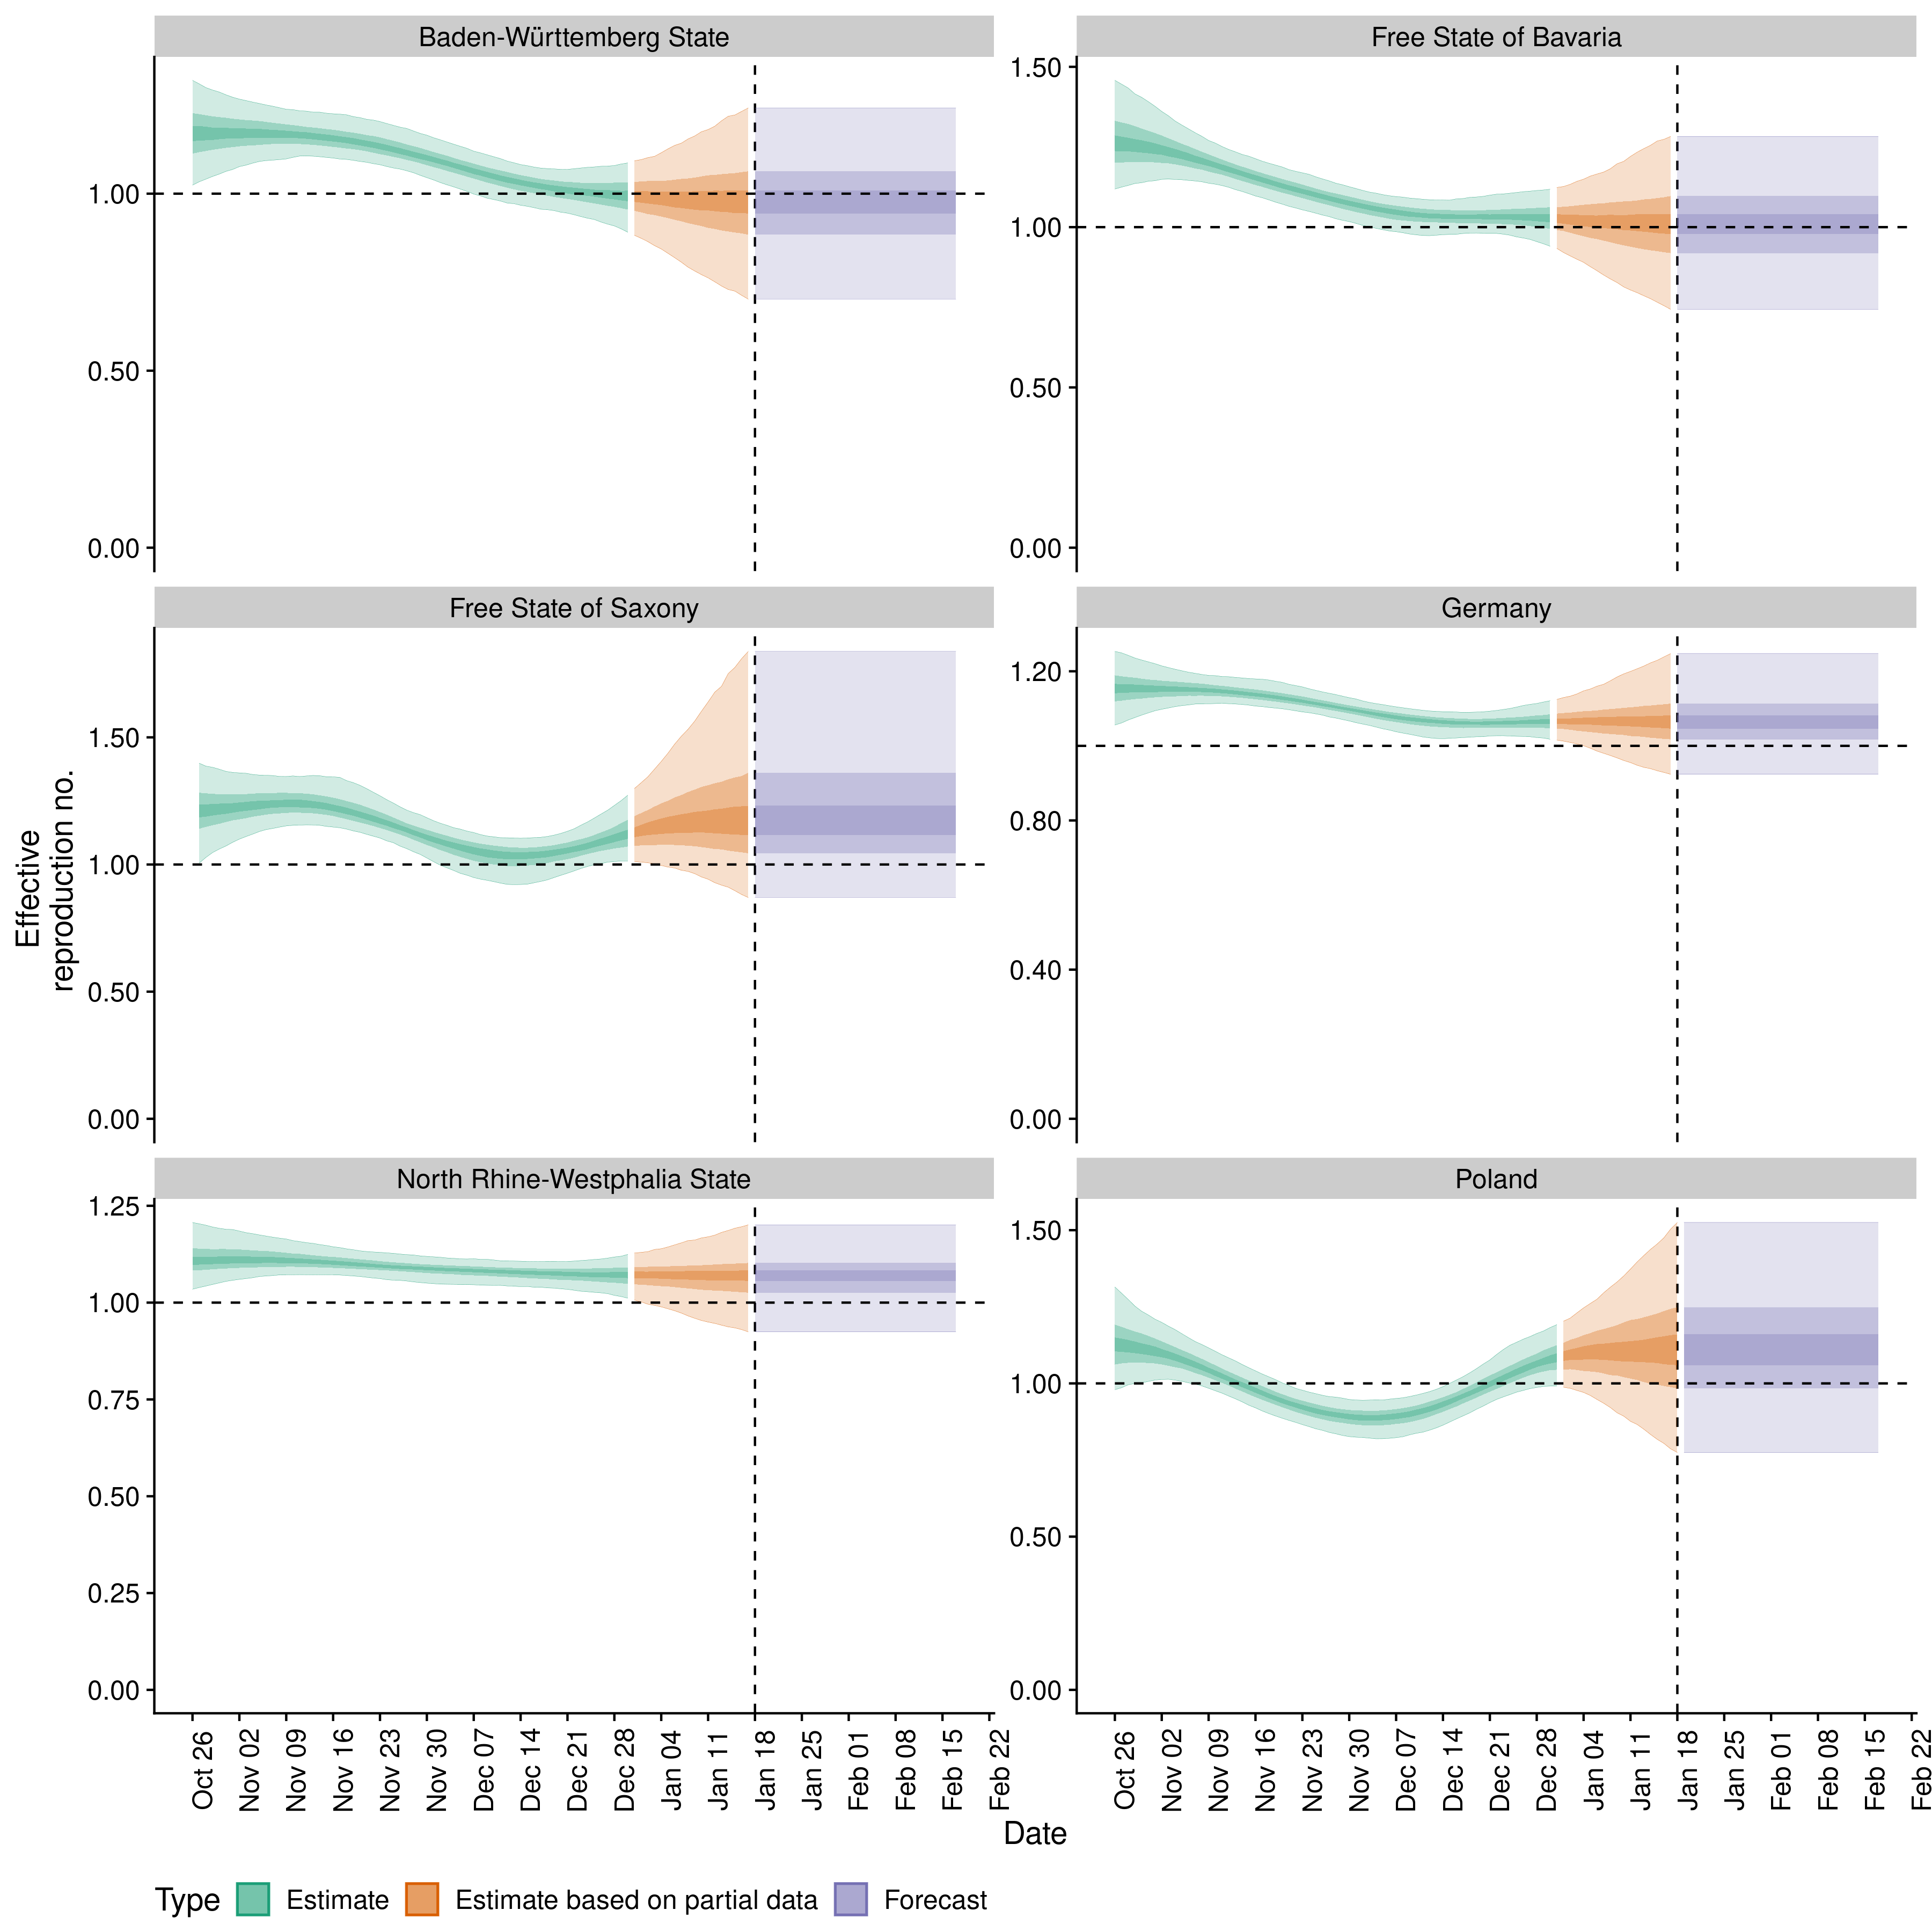 Baden-Württemberg State
Free State of Bavaria
1.00
0.50
0.00
1.50
1.00
0.50
0.00
Free State of Saxony
Germany
1.50
1.00
0.50
0.00
1.20
0.80
0.40
0.00
North Rhine-Westphalia State
Poland
1.25
1.00
0.75
0.50
0.25
0.00
1.50
1.00
0.50
0.00
Effective
reproduction no.
Oct 26
Nov 02
Nov 09
Nov 16
Nov 23
Nov 30
Dec 07
Dec 14
Dec 21
Dec 28
Jan 04
Jan 11
Jan 18
Jan 25
Feb 01
Feb 08
Feb 15
Feb 22
Oct 26
Nov 02
Nov 09
Nov 16
Nov 23
Nov 30
Dec 07
Dec 14
Dec 21
Dec 28
Jan 04
Jan 11
Jan 18
Jan 25
Feb 01
Feb 08
Feb 15
Feb 22
Date
Type Estimate Estimate based on partial data Forecast